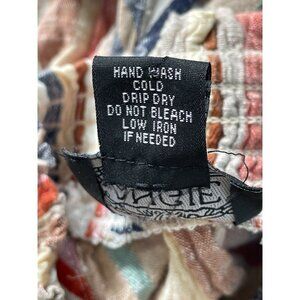 HAND WASH
COLD
DRIP DRY
DO NOT BLEACH
LOW IRON
IF NEEDED